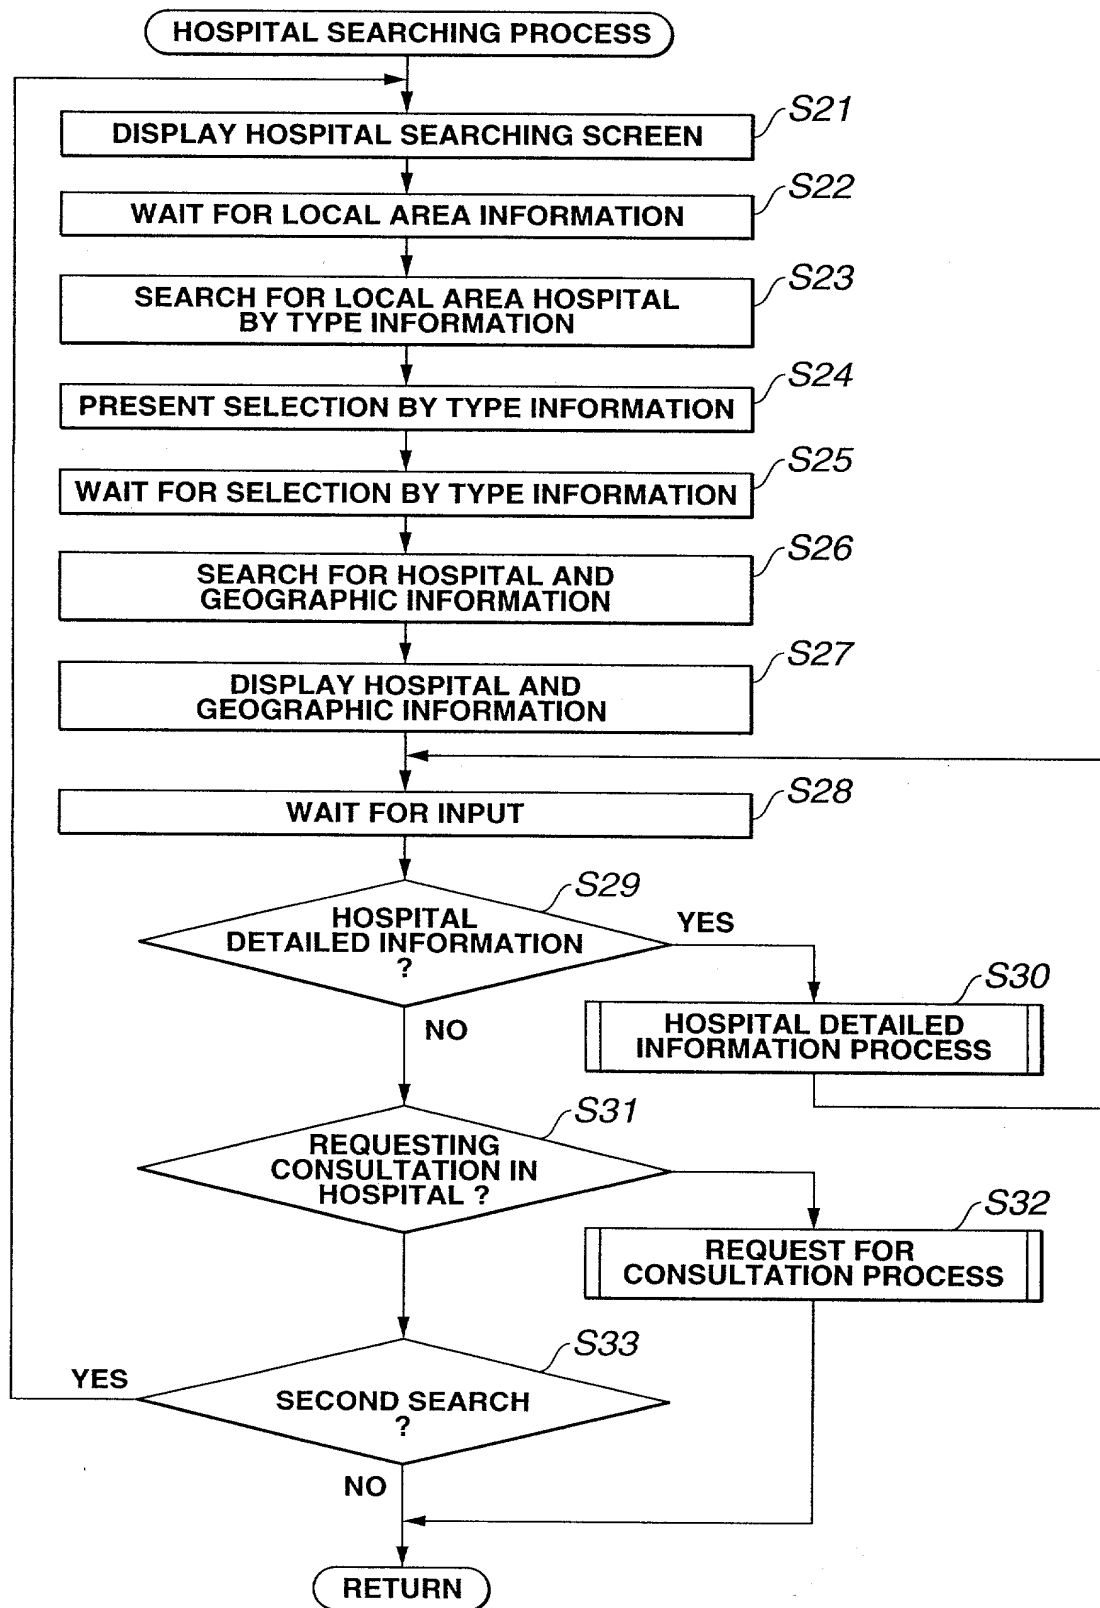 HOSPITAL SEARCHING PROCESS
S21
DISPLAY HOSPITAL SEARCHING SCREEN
S22
WAIT FOR LOCAL AREA INFORMATION
S23
SEARCH FOR LOCAL AREA HOSPITAL
BY TYPE INFORMATION
S24
PRESENT SELECTION BY TYPE INFORMATION
S25
WAIT FOR SELECTION BY TYPE INFORMATION
S26
SEARCH FOR HOSPITAL AND
GEOGRAPHIC INFORMATION
S27
DISPLAY HOSPITAL AND
GEOGRAPHIC INFORMATION
S28
WAIT FOR INPUT
S29
HOSPITAL
DETAILED INFORMATION
?
YES
NO
S30
HOSPITAL DETAILED
INFORMATION PROCESS
S31
REQUESTING
CONSULTATION IN
HOSPITAL ?
S32
REQUEST FOR
CONSULTATION PROCESS
S33
SECOND SEARCH
?
YES
NO
RETURN